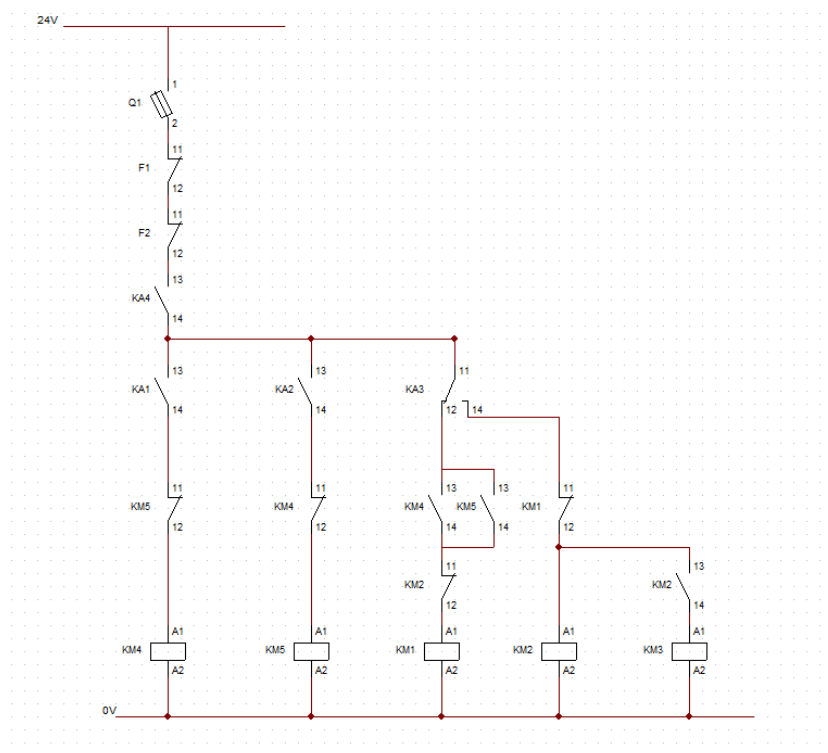 24V
1
Q1
2
11
F1
12
11
F2
12
13
KA4
14
13 13 11
KA1 KA2 KA3
14 14 12 14
11 11 13 13 11
KM5 KM4 KM4 KM5 KM1
12 12 14 14 12
11 13
KM2 KM2
12 14
A1 A1 A1 A1 A1
KM4 KM5 KM1 KM2 KM3
A2 A2 A2 A2 A2
0V